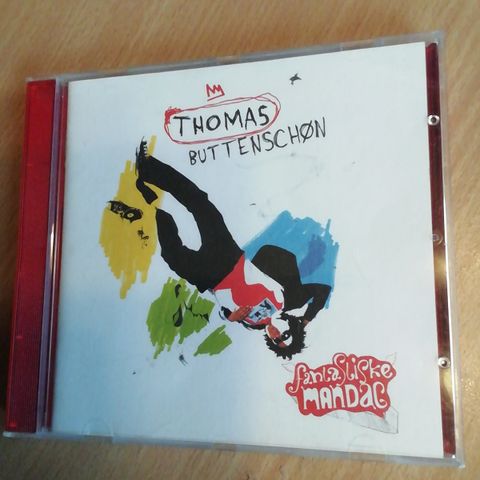 THOMAS
BUTTENSCHØN
fantastiske
MANDAG